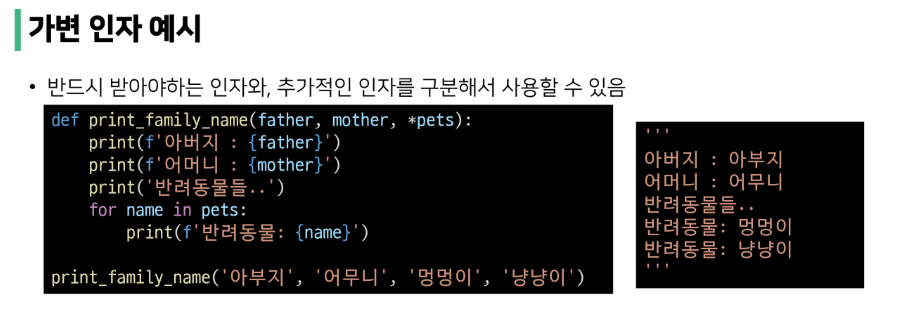 가변 인자 예시
• 반드시 받아야하는 인자와, 추가적인 인자를 구분해서 사용할 수 있음
def print_family_name(father, mother, *pets):
    print(f'아버지 : {father}')
    print(f'어머니 : {mother}')
    print('반려동물들..')
    for name in pets:
        print(f'반려동물: {name}')
print_family_name('아부지', '어무니', '멍멍이', '냥냥이')
'''
아버지 : 아부지
어머니 : 어무니
반려동물들..
반려동물: 멍멍이
반려동물: 냥냥이
'''